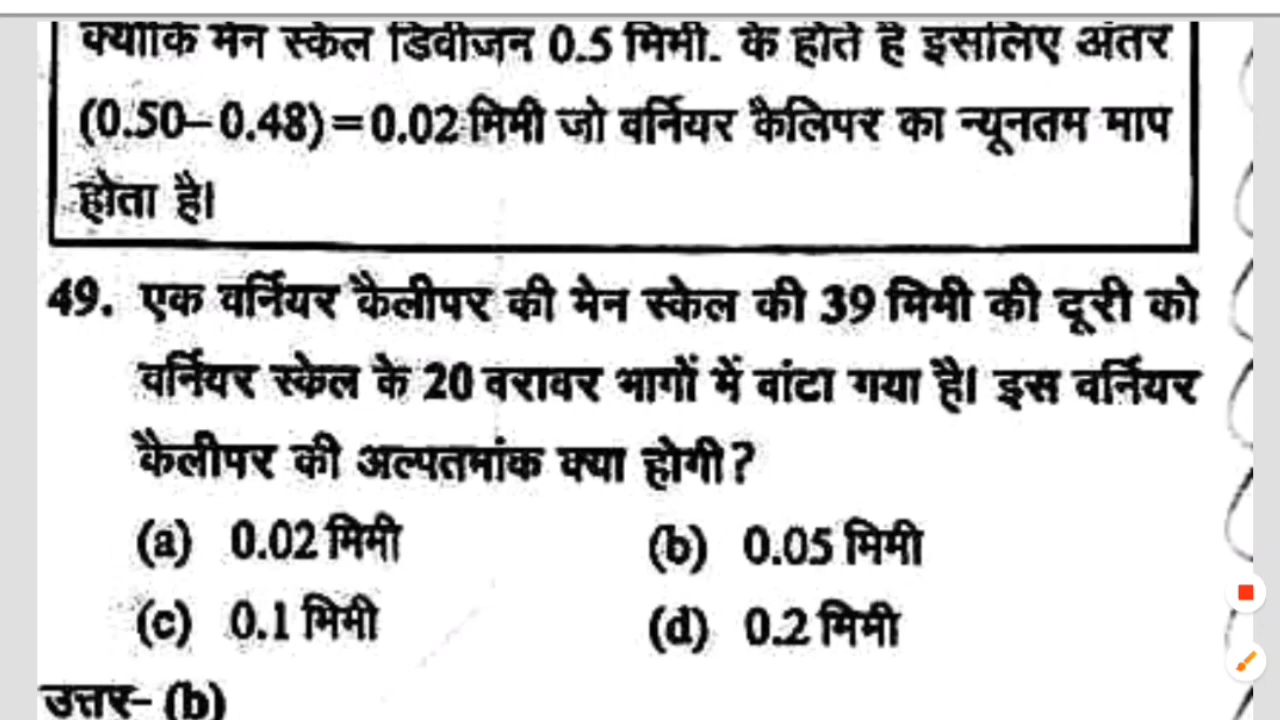 क्योंकि मेन स्केल डिवीजन 0.5 मिमी. के होते है इसलिए अंतर
(0.50–0.48)=0.02 मिमी जो वर्नियर कैलिपर का न्यूनतम माप
होता है।
49. एक वर्नियर कैलीपर की मेन स्केल की 39 मिमी की दूरी को
वर्नियर स्केल के 20 वरावर भागों में वांटा गया है। इस वर्नियर
कैलीपर की अल्पतमांक क्या होगी?
(a) 0.02 मिमी (b) 0.05 मिमी
(c) 0.1 मिमी (d) 0.2 मिमी
उत्तर– (b)